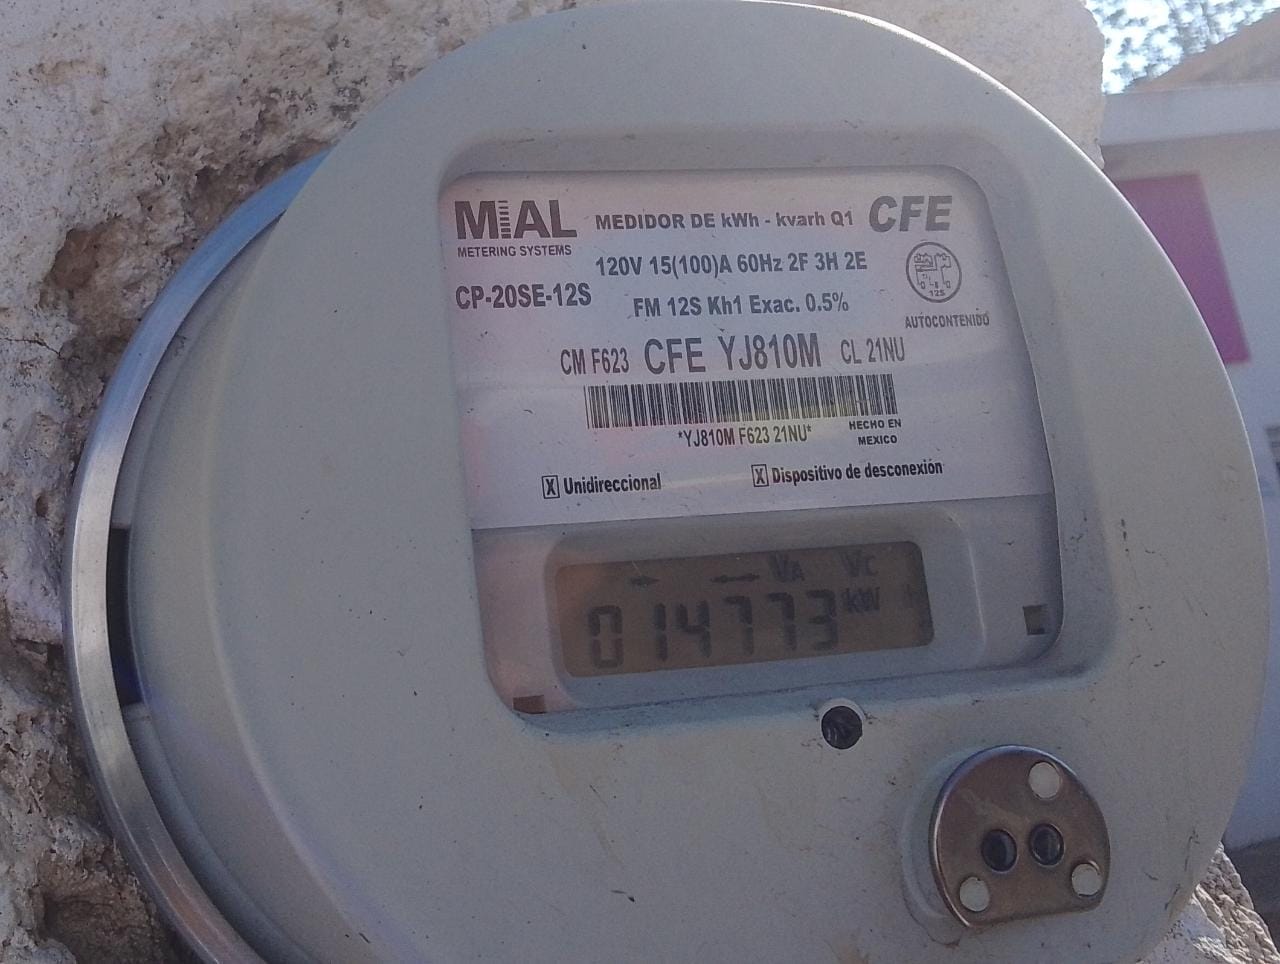 MIAL
METERING SYSTEMS
MEDIDOR DE kWh - kvarh Q1
CFE
120V 15(100)A 60Hz 2F 3H 2E
12S
CP-20SE-12S
FM 12S Kh1 Exac. 0.5%
AUTOCONTENIDO
CM F623 CFE YJ810M CL 21NU
*YJ810M F623 21NU*
HECHO EN
MEXICO
X Unidireccional
X Dispositivo de desconexión
VA VC
014773 kW